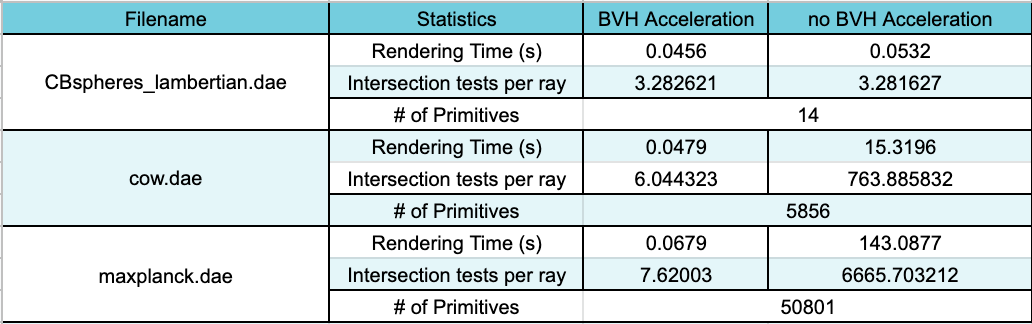 Filename Statistics BVH Acceleration no BVH Acceleration
Rendering Time (s) 0.0456 0.0532
CBspheres_lambertian.dae Intersection tests per ray 3.282621 3.281627
# of Primitives 14
Rendering Time (s) 0.0479 15.3196
cow.dae Intersection tests per ray 6.044323 763.885832
# of Primitives 5856
Rendering Time (s) 0.0679 143.0877
maxplanck.dae Intersection tests per ray 7.62003 6665.703212
# of Primitives 50801